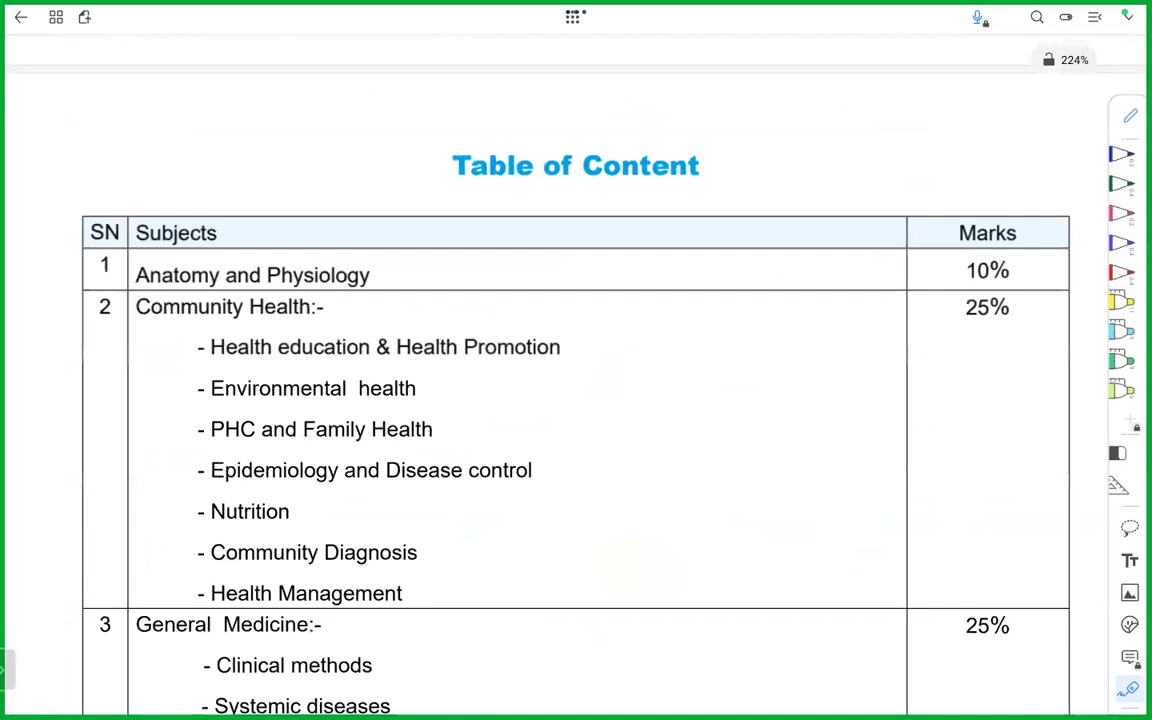 224%
Table of Content
SN Subjects Marks
1 Anatomy and Physiology 10%
2 Community Health:- 25%
- Health education & Health Promotion
- Environmental health
- PHC and Family Health
- Epidemiology and Disease control
- Nutrition
- Community Diagnosis
- Health Management
3 General Medicine:- 25%
- Clinical methods
- Systemic diseases
Tт